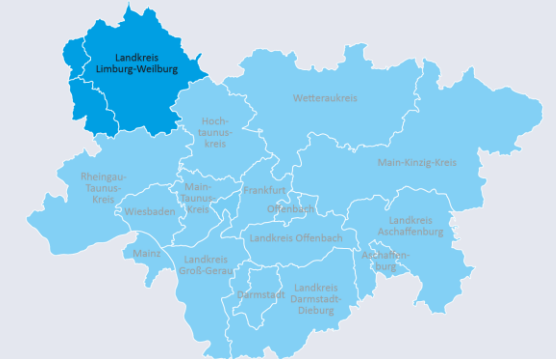 Landkreis
Limburg-Weilburg
Wetteraukreis
Hoch-
taunus-
kreis
Main-Kinzig-Kreis
Rheingau-
Taunus-
Kreis
Main-
Taunus-
Kreis
Frankfurt
Wiesbaden
Offenbach
Landkreis
Aschaffenburg
Landkreis Offenbach
Mainz
Landkreis
Groß-Gerau
Aschaffen-
burg
Darmstadt
Landkreis
Darmstadt-
Dieburg